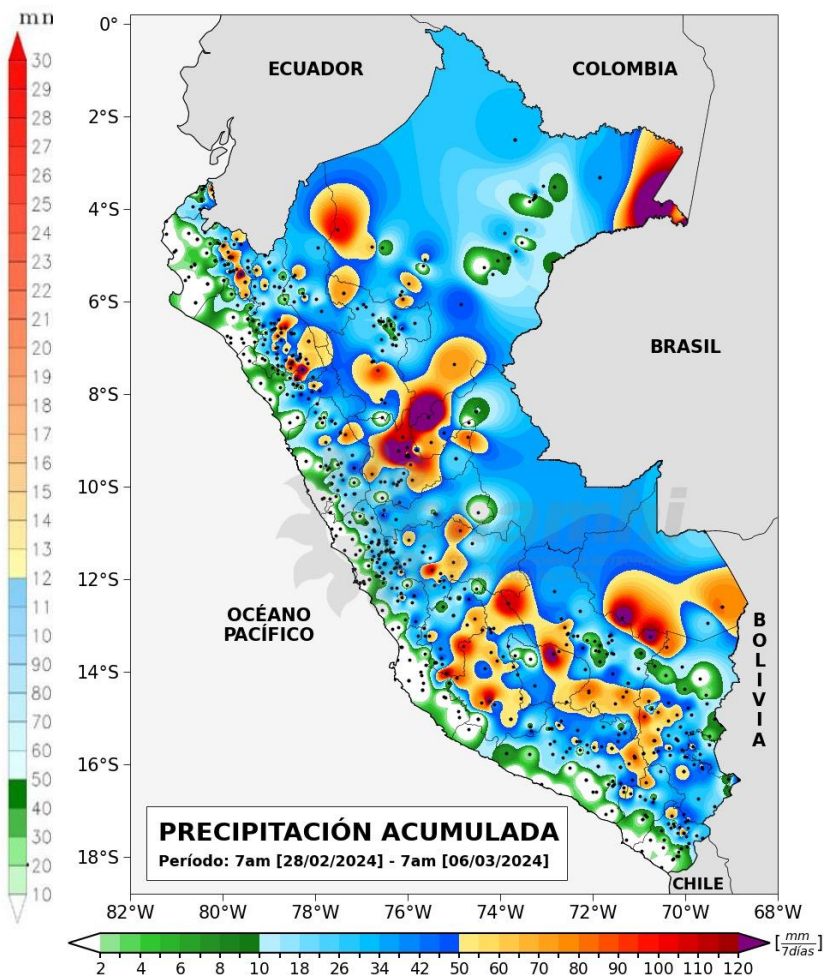 mm
30
29
28
27
26
25
24
23
22
21
20
19
18
17
16
15
14
13
12
11
10
90
80
70
60
50
40
30
20
10
0°
2°S
4°S
6°S
8°S
10°S
12°S
14°S
16°S
18°S
ECUADOR
COLOMBIA
BRASIL
OCÉANO
PACÍFICO
BOLIVIA
CHILE
PRECIPITACIÓN ACUMULADA
Período: 7am [28/02/2024] - 7am [06/03/2024]
82°W 80°W 78°W 76°W 74°W 72°W 70°W 68°W
2 4 6 8 10 18 26 34 42 50 60 70 80 90 100 110 120
[mm/7días]